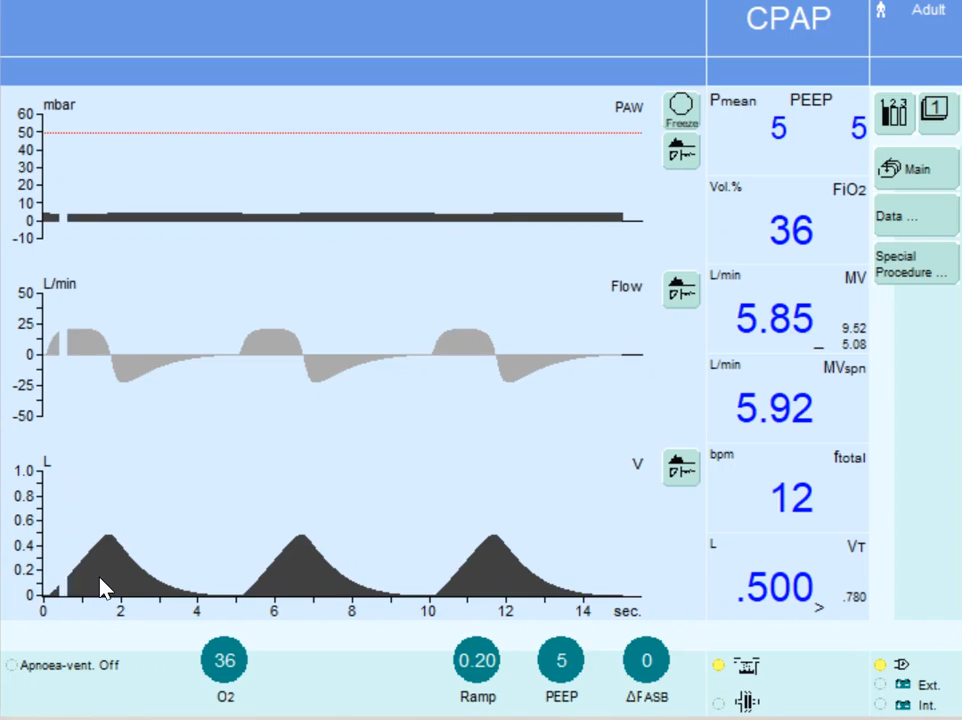 CPAP
Adult
mbar
PAW
60
50
40
30
20
10
0
-10
Freeze
Pmean PEEP
5 5
1 2 3
1
Main
Vol.% FiO2
36
Data ...
Special
Procedure ...
L/min
Flow
50
25
0
-25
-50
L/min MV
5.85
9.52
5.08
L/min MVspn
5.92
L
V
1.0
0.8
0.6
0.4
0.2
0
0 2 4 6 8 10 12 14 sec.
bpm ftotal
12
L VT
.500
> .780
Apnoea-vent. Off
36
O2
0.20
Ramp
5
PEEP
0
ΔFASB
Ext.
Int.